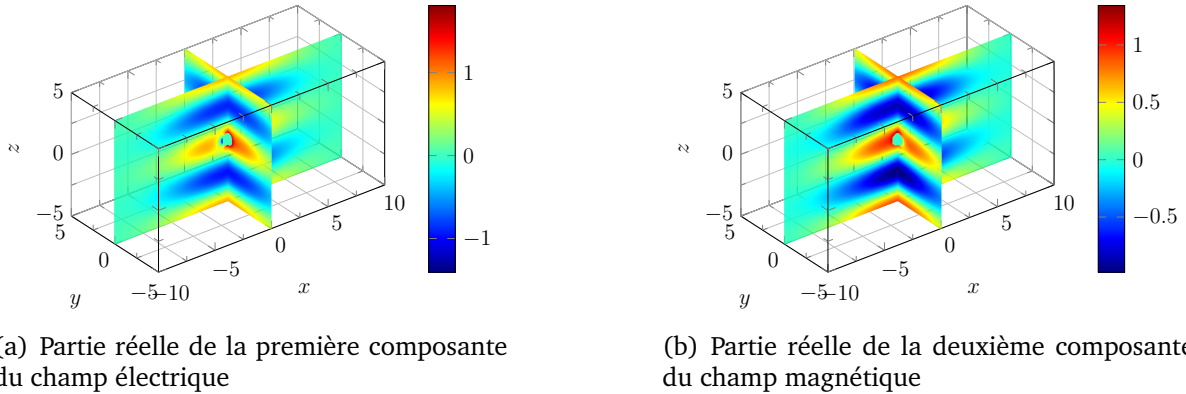 5
0
−5
z
5
0
−5
y
−10
−5
0
5
10
x
1
0
−1
5
0
−5
z
5
0
−5
y
−10
−5
0
5
10
x
1
0.5
0
−0.5
(a) Partie réelle de la première composante
du champ électrique
(b) Partie réelle de la deuxième composante
du champ magnétique